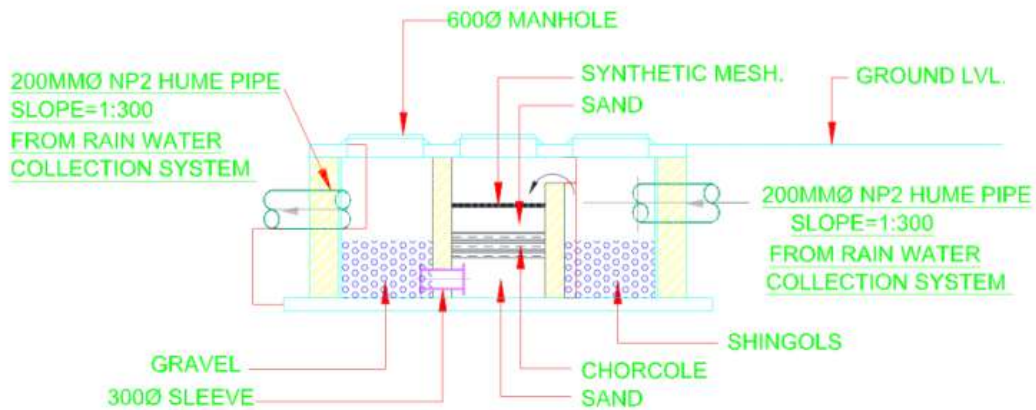 600Ø MANHOLE
200MMØ NP2 HUME PIPE
SLOPE=1:300
FROM RAIN WATER
COLLECTION SYSTEM
SYNTHETIC MESH.
SAND
GROUND LVL.
200MMØ NP2 HUME PIPE
SLOPE=1:300
FROM RAIN WATER
COLLECTION SYSTEM
GRAVEL
300Ø SLEEVE
SHINGOLS
CHORCOLE
SAND